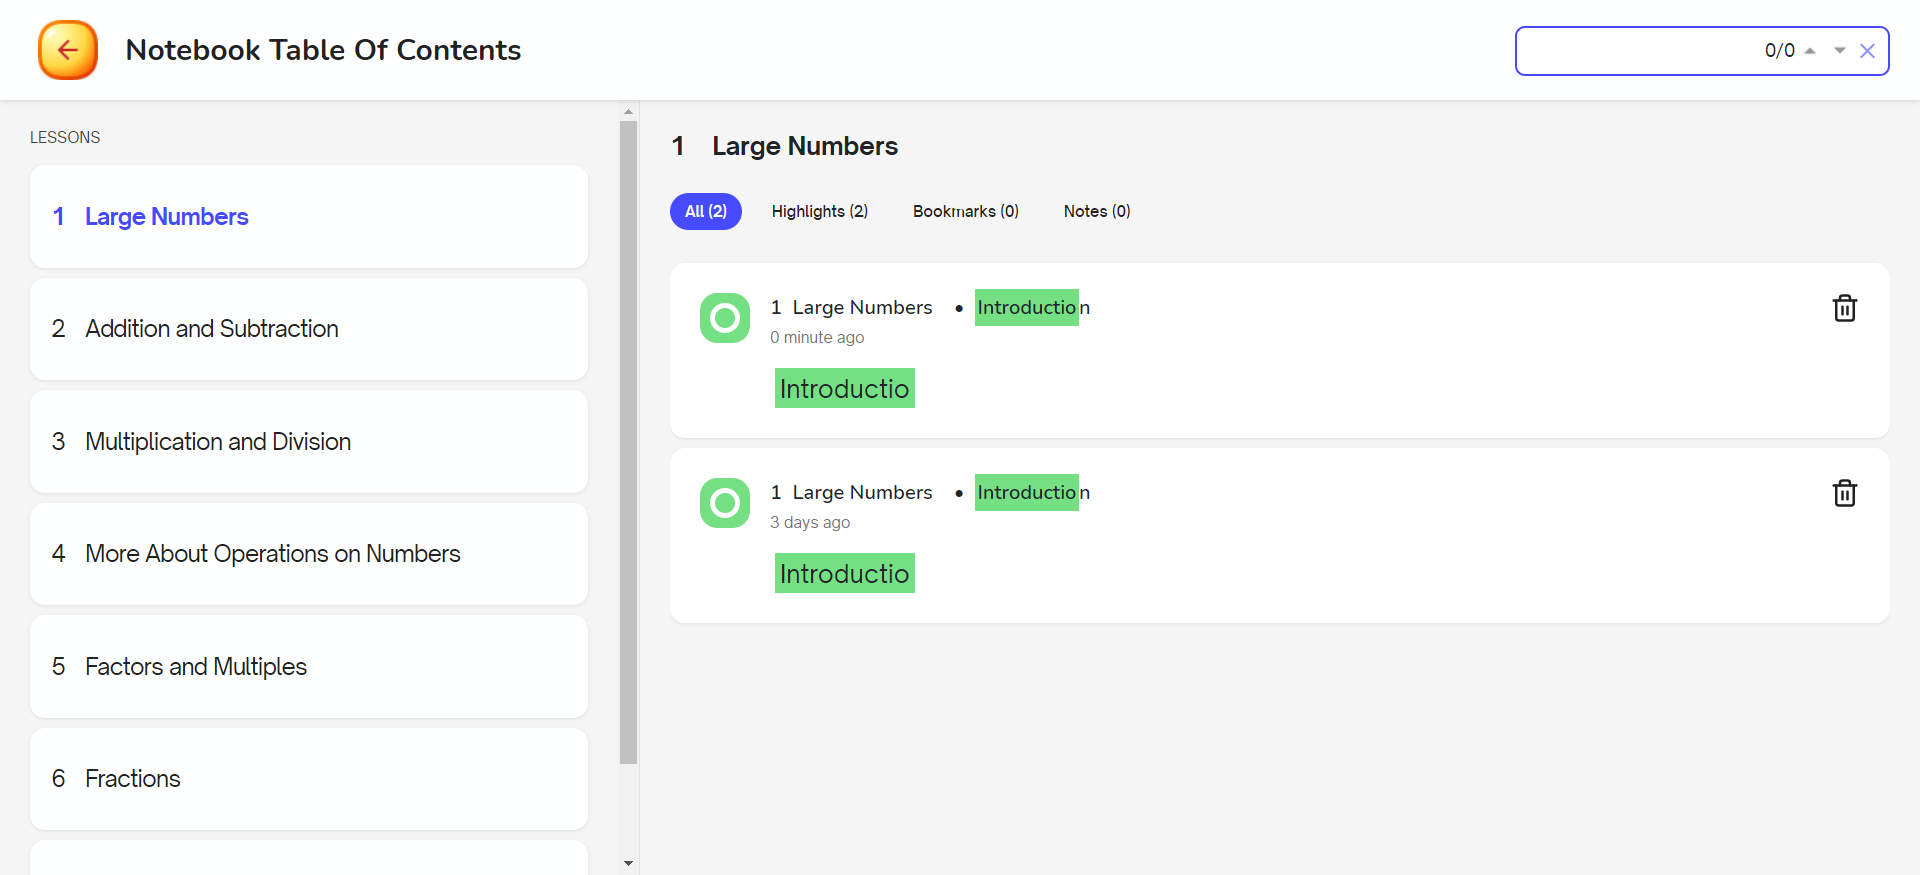 Notebook Table Of Contents
0/0
LESSONS
1 Large Numbers
2 Addition and Subtraction
3 Multiplication and Division
4 More About Operations on Numbers
5 Factors and Multiples
6 Fractions
1 Large Numbers
All (2) Highlights (2) Bookmarks (0) Notes (0)
1 Large Numbers • Introduction
0 minute ago
Introductio
1 Large Numbers • Introduction
3 days ago
Introductio